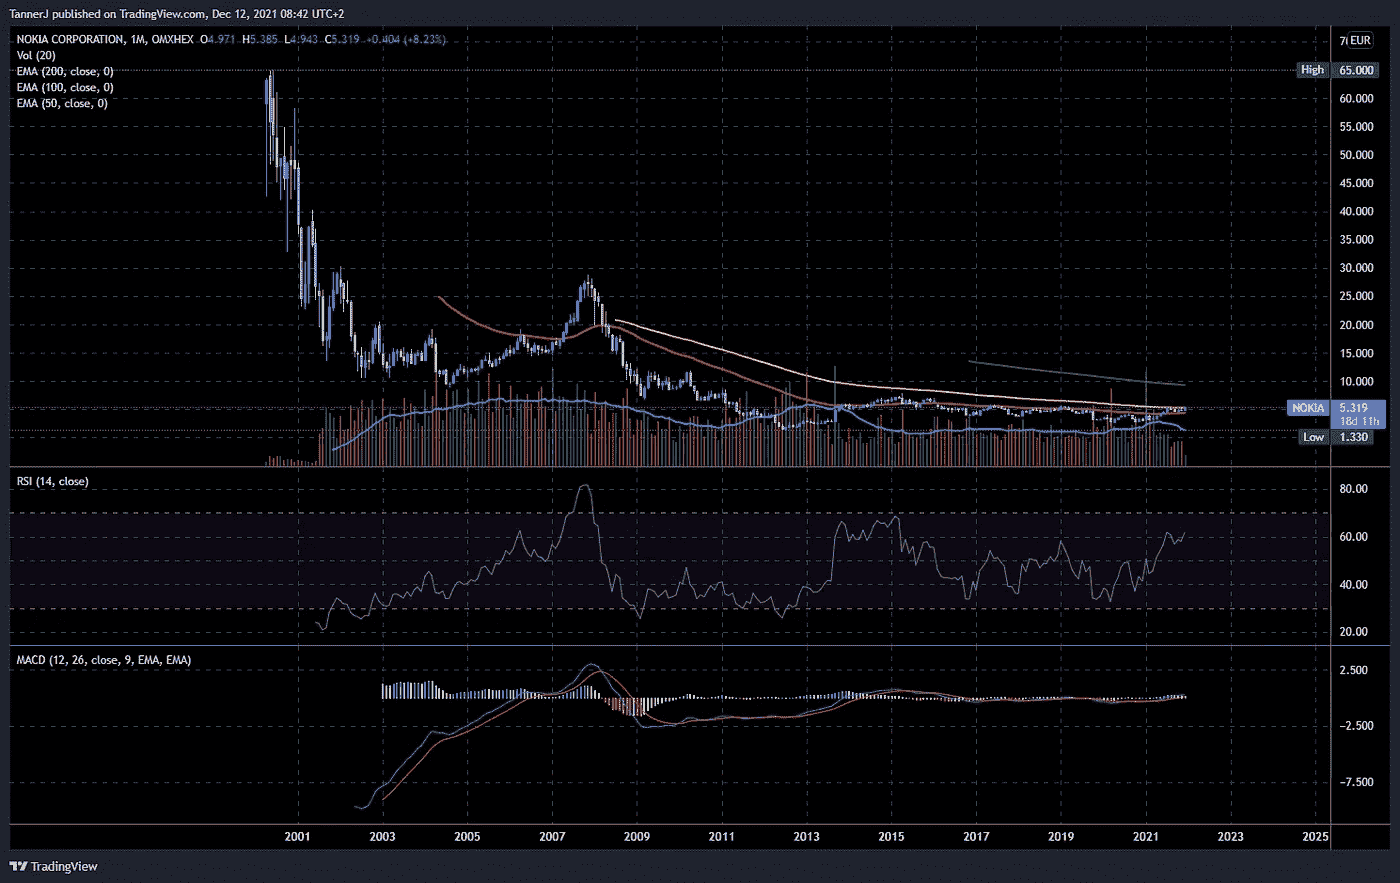 TannerJ published on TradingView.com, Dec 12, 2021 08:42 UTC+2
NOKIA CORPORATION, 1M, OMXHEX O4.971 H5.385 L4.943 C5.319 +0.404 (+8.23%)
Vol (20)
EMA (200, close, 0)
EMA (100, close, 0)
EMA (50, close, 0)
EUR
High 65.000
60.000
55.000
50.000
45.000
40.000
35.000
30.000
25.000
20.000
15.000
10.000
NOKIA 5.319
18d 11h
Low 1.330
RSI (14, close)
80.00
60.00
40.00
20.00
MACD (12, 26, close, 9, EMA, EMA)
2.500
-2.500
-7.500
2001 2003 2005 2007 2009 2011 2013 2015 2017 2019 2021 2023 2025
TradingView